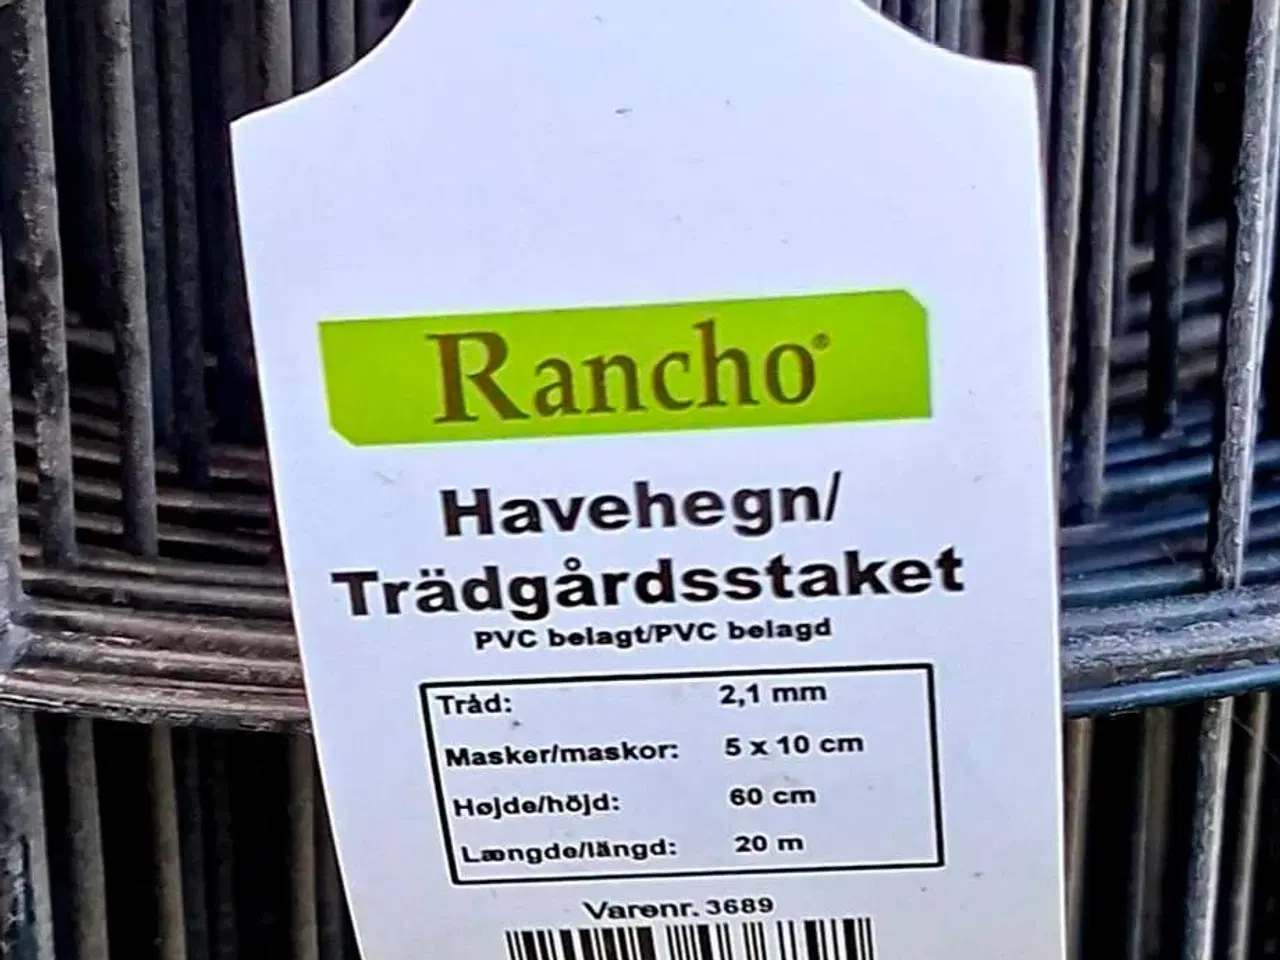 Rancho®
Havehegn/
Trädgårdsstaket
PVC belagt/PVC belagd
Tråd: 2,1 mm
Masker/maskor: 5 x 10 cm
Højde/höjd: 60 cm
Længde/längd: 20 m
Varenr. 3689